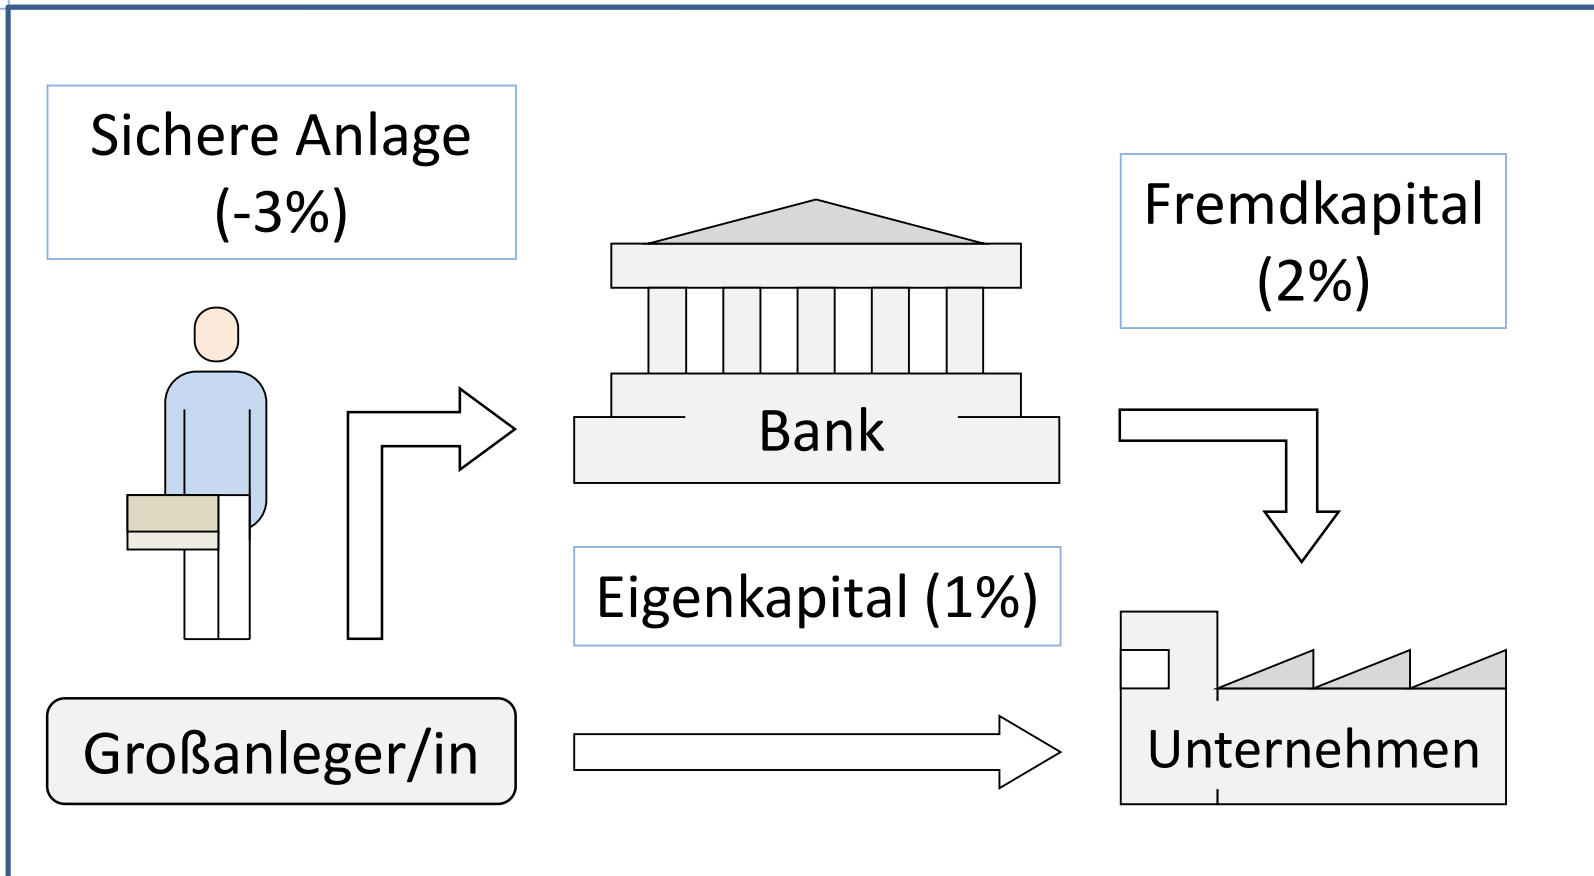 Sichere Anlage
(-3%)
Fremdkapital
(2%)
Bank
Eigenkapital (1%)
Großanleger/in
Unternehmen